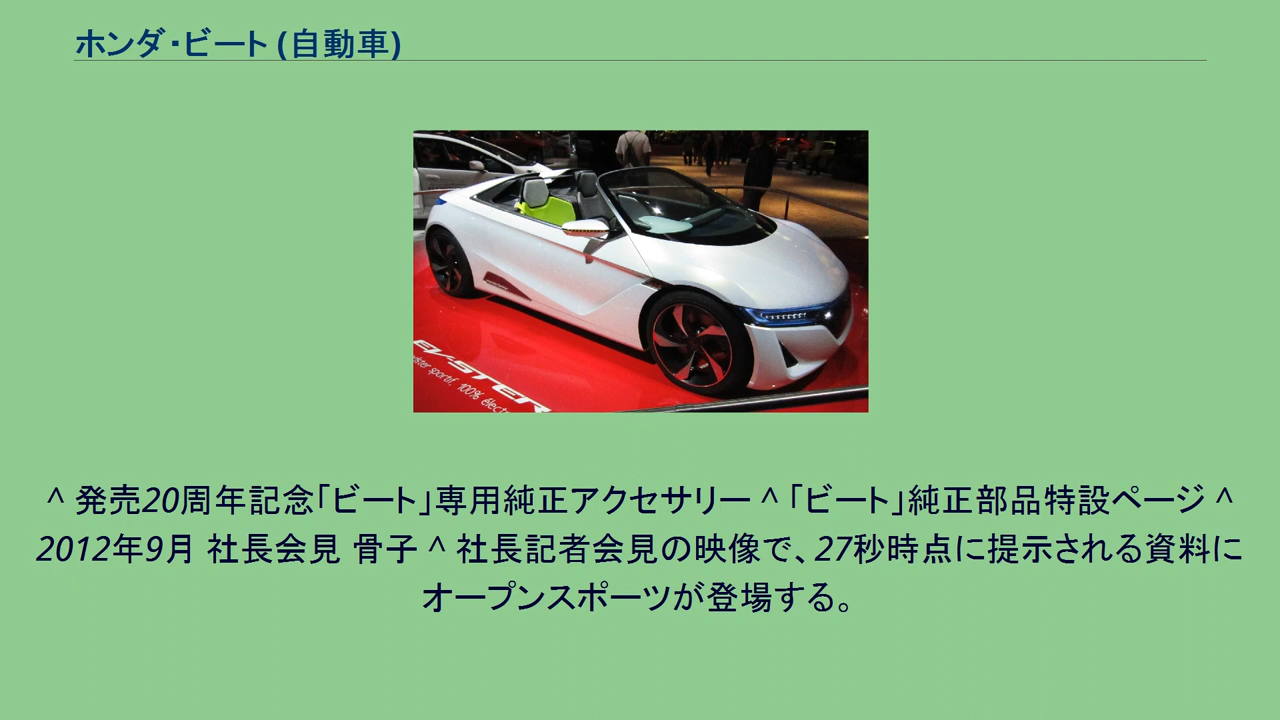 ホンダ・ビート (自動車)
EV-STER
sportif. 100%
^ 発売20周年記念「ビート」専用純正アクセサリー ^ 「ビート」純正部品特設ページ ^
2012年9月 社長会見 骨子 ^ 社長記者会見の映像で、27秒時点に提示される資料に
オープンスポーツが登場する。